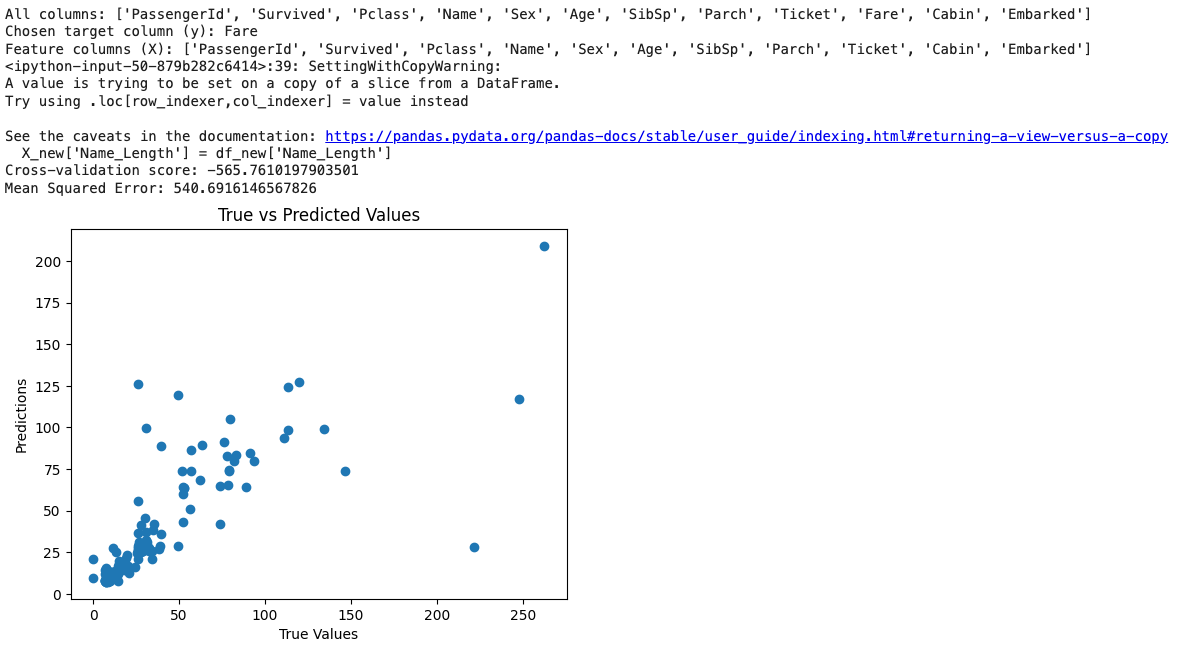 All columns: ['PassengerId', 'Survived', 'Pclass', 'Name', 'Sex', 'Age', 'SibSp', 'Parch', 'Ticket', 'Fare', 'Cabin', 'Embarked']
Chosen target column (y): Fare
Feature columns (X): ['PassengerId', 'Survived', 'Pclass', 'Name', 'Sex', 'Age', 'SibSp', 'Parch', 'Ticket', 'Cabin', 'Embarked']
<ipython-input-50-879b282c6414>:39: SettingWithCopyWarning:
A value is trying to be set on a copy of a slice from a DataFrame.
Try using .loc[row_indexer,col_indexer] = value instead

See the caveats in the documentation: https://pandas.pydata.org/pandas-docs/stable/user_guide/indexing.html#returning-a-view-versus-a-copy
  X_new['Name_Length'] = df_new['Name_Length']
Cross-validation score: -565.7610197903501
Mean Squared Error: 540.6916146567826
True vs Predicted Values
200
175
150
125
100
75
50
25
0
Predictions
0 50 100 150 200 250
True Values